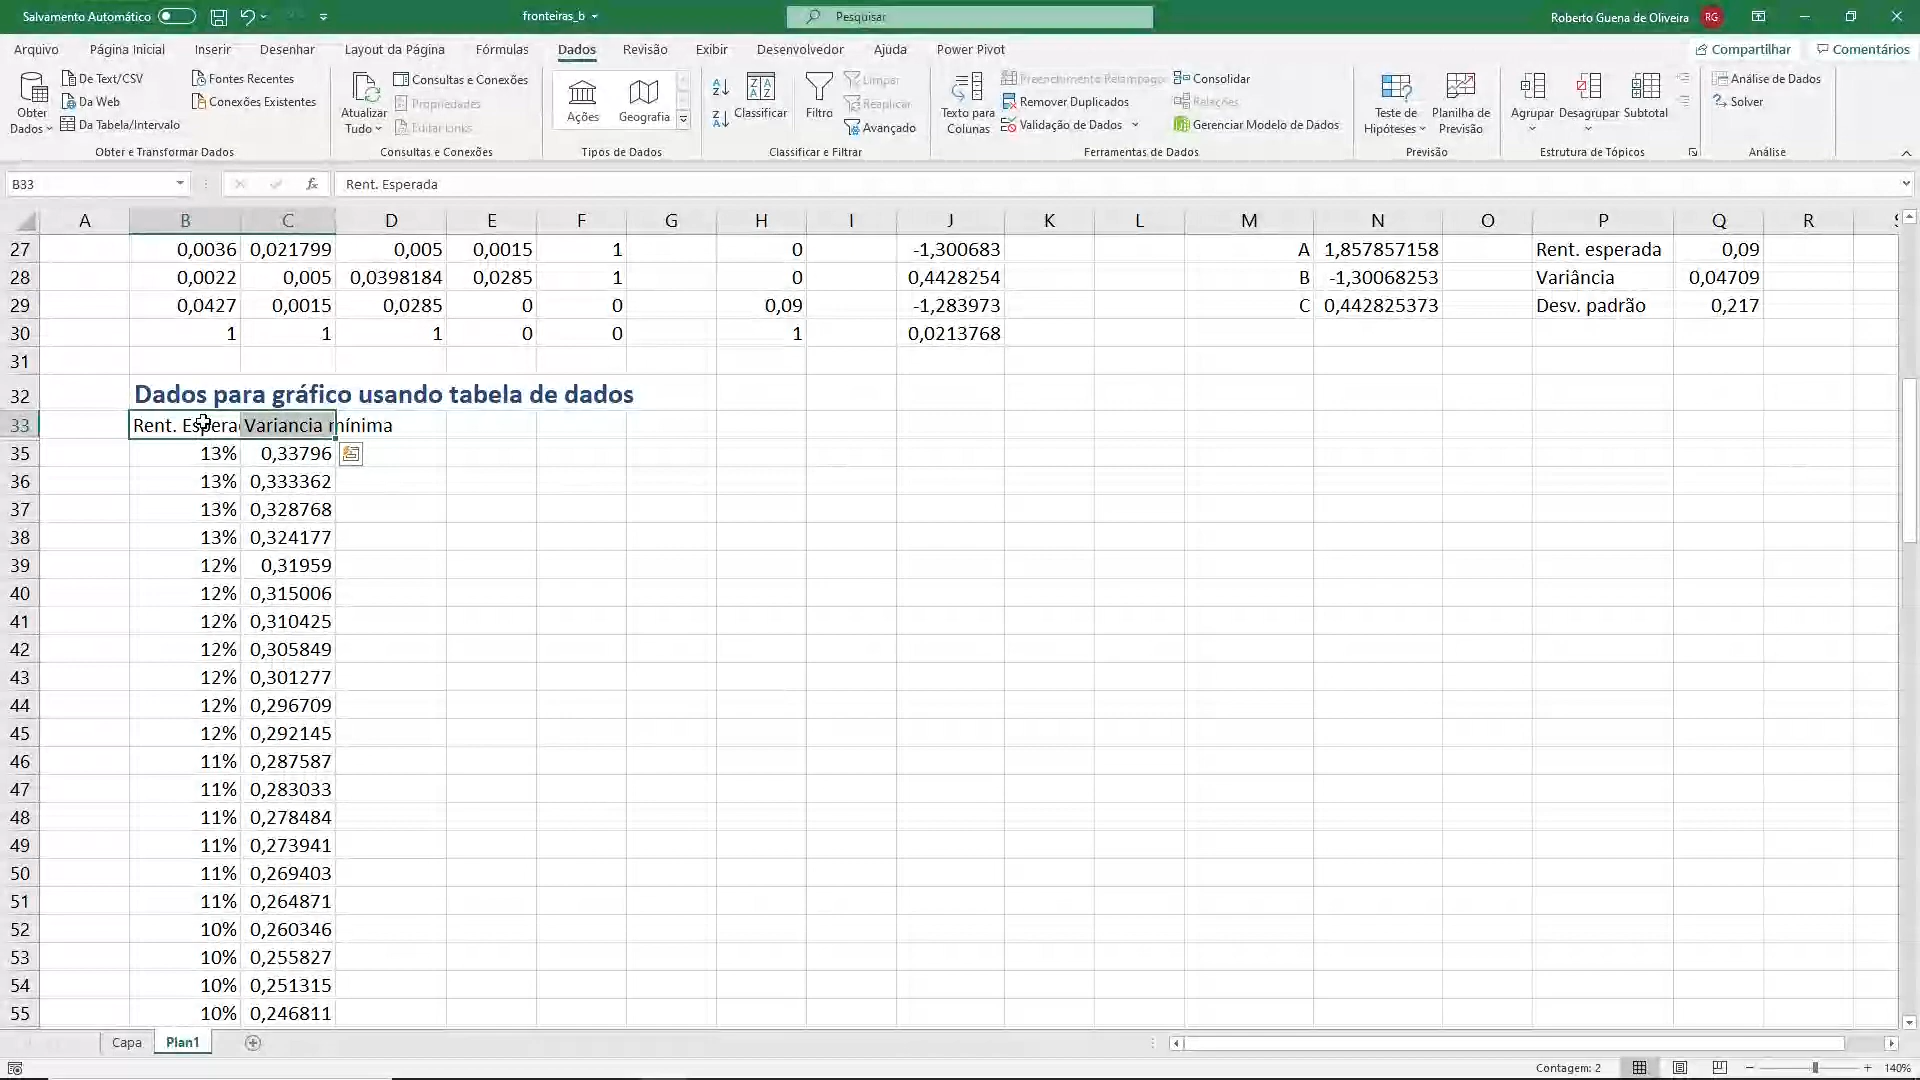 Salvamento Automático
fronteiras_b
Pesquisar
Roberto Guena de Oliveira
RG
Arquivo Página Inicial Inserir Desenhar Layout da Página Fórmulas Dados Revisão Exibir Desenvolvedor Ajuda Power Pivot
Compartilhar Comentários
Obter Dados
De Text/CSV
Da Web
Da Tabela/Intervalo
Fontes Recentes
Conexões Existentes
Obter e Transformar Dados
Atualizar Tudo
Consultas e Conexões
Propriedades
Editar Links
Consultas e Conexões
Ações
Geografia
Tipos de Dados
Classificar
Filtro
Limpar
Reaplicar
Avançado
Classificar e Filtrar
Texto para Colunas
Preenchimento Relâmpago
Remover Duplicados
Validação de Dados
Consolidar
Relações
Gerenciar Modelo de Dados
Ferramentas de Dados
Teste de Hipóteses
Planilha de Previsão
Previsão
Agrupar
Desagrupar
Subtotal
Estrutura de Tópicos
Análise de Dados
Solver
Análise
B33 fx Rent. Esperada
A B C D E F G H I J K L M N O P Q R
27 0,0036 0,021799 0,005 0,0015 1 0 -1,300683 A 1,857857158 Rent. esperada 0,09
28 0,0022 0,005 0,0398184 0,0285 1 0 0,4428254 B -1,30068253 Variância 0,04709
29 0,0427 0,0015 0,0285 0 0 0,09 -1,283973 C 0,442825373 Desv. padrão 0,217
30 1 1 1 0 0 1 0,0213768
31
32 Dados para gráfico usando tabela de dados
33 Rent. Espera Variancia mínima
35 13% 0,33796
36 13% 0,333362
37 13% 0,328768
38 13% 0,324177
39 12% 0,31959
40 12% 0,315006
41 12% 0,310425
42 12% 0,305849
43 12% 0,301277
44 12% 0,296709
45 12% 0,292145
46 11% 0,287587
47 11% 0,283033
48 11% 0,278484
49 11% 0,273941
50 11% 0,269403
51 11% 0,264871
52 10% 0,260346
53 10% 0,255827
54 10% 0,251315
55 10% 0,246811
Capa Plan1
Contagem: 2
140%